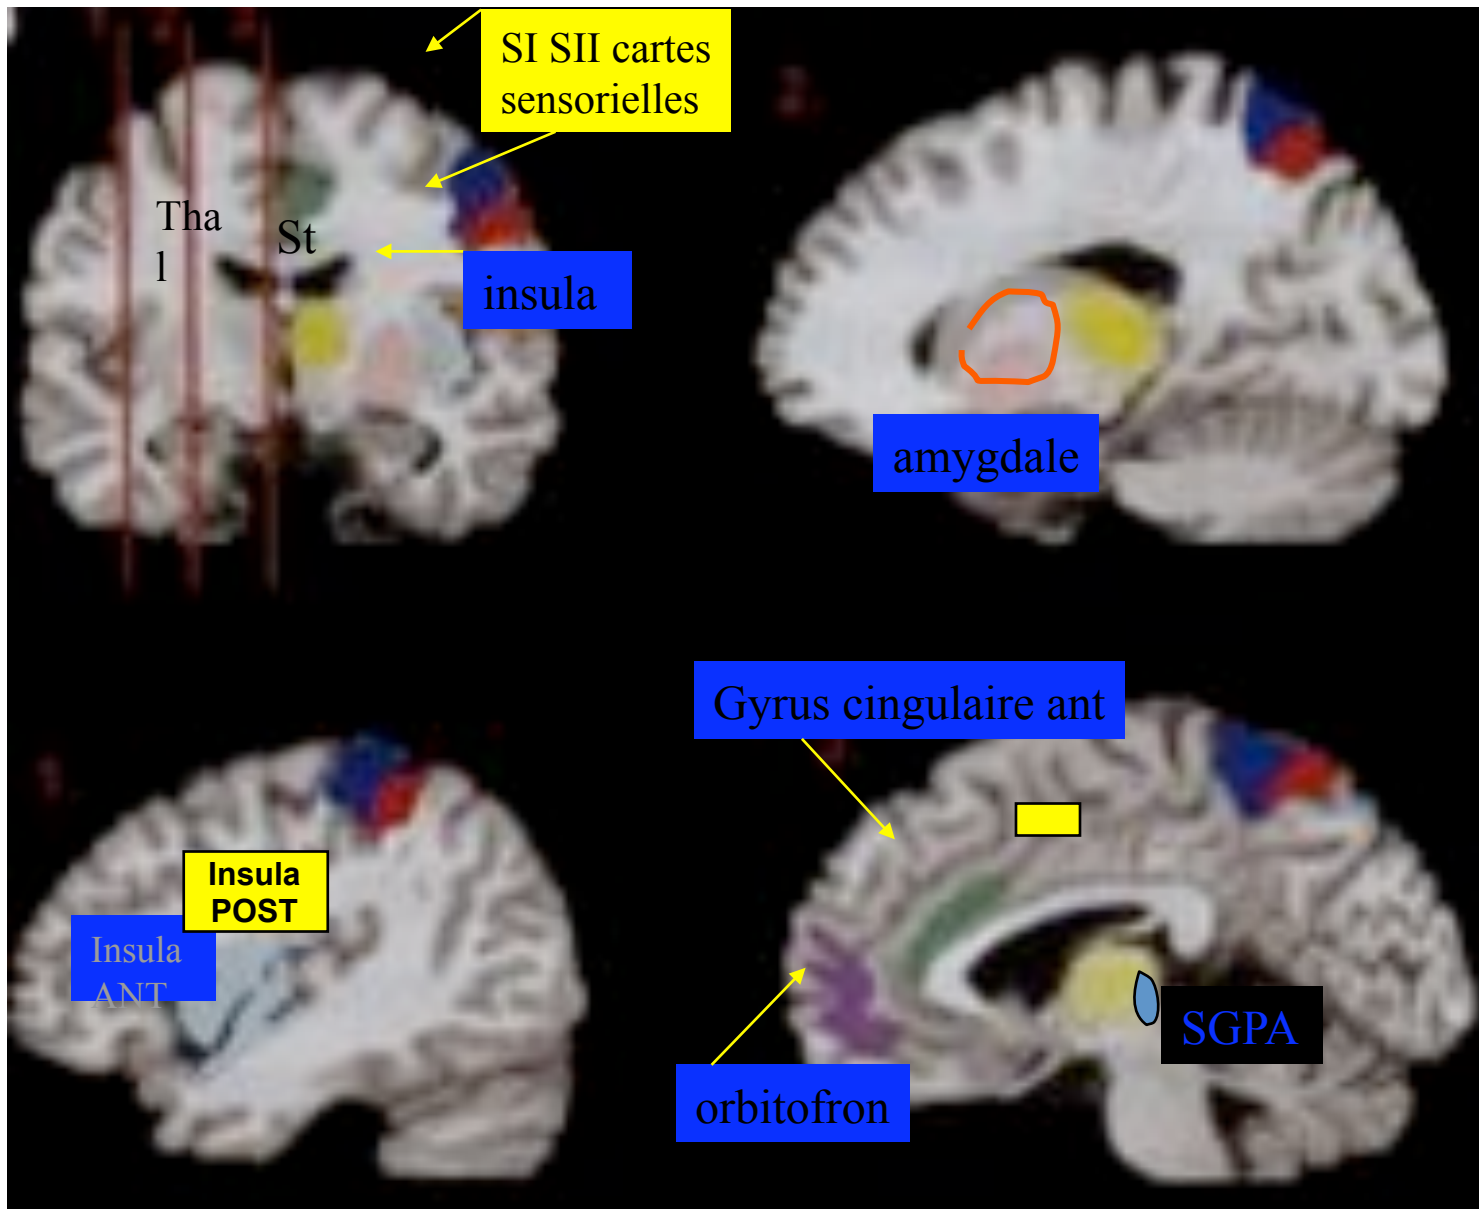 SI SII cartes
sensorielles
Tha
l
St
insula
amygdale
Gyrus cingulaire ant
Insula
POST
Insula
ANT
SGPA
orbitofron